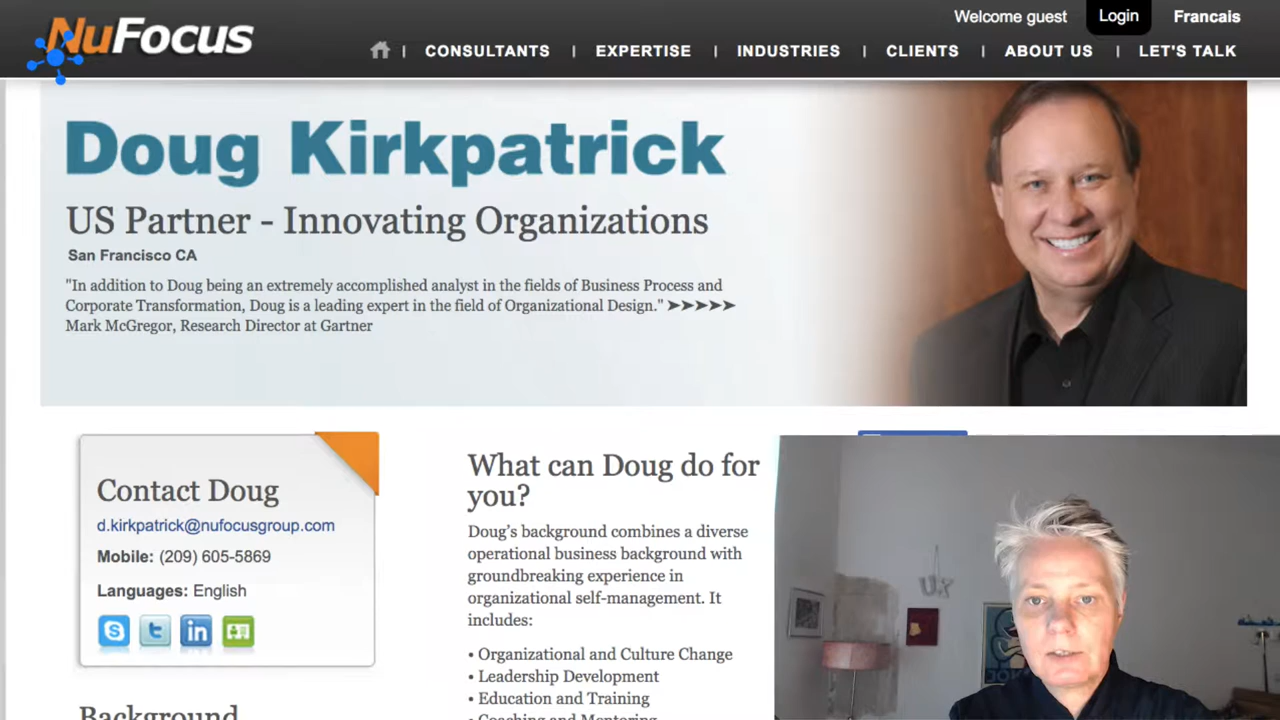 NuFocus
Welcome guest
Login
Francais
CONSULTANTS | EXPERTISE | INDUSTRIES | CLIENTS | ABOUT US | LET'S TALK
Doug Kirkpatrick
US Partner - Innovating Organizations
San Francisco CA
"In addition to Doug being an extremely accomplished analyst in the fields of Business Process and
Corporate Transformation, Doug is a leading expert in the field of Organizational Design." ➤➤➤➤➤
Mark McGregor, Research Director at Gartner
Contact Doug
d.kirkpatrick@nufocusgroup.com
Mobile: (209) 605-5869
Languages: English
Background
What can Doug do for
you?
Doug's background combines a diverse
operational business background with
groundbreaking experience in
organizational self-management. It
includes:
• Organizational and Culture Change
• Leadership Development
• Education and Training
• Coaching and Mentoring